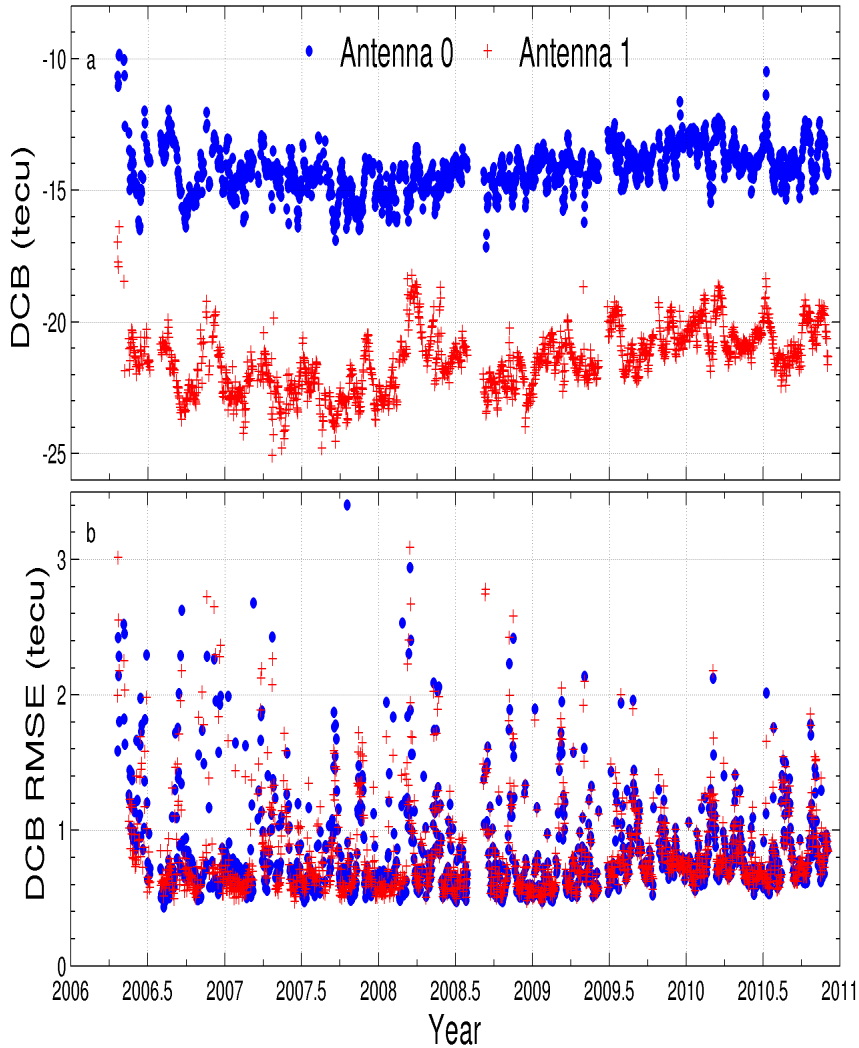 -10
a
Antenna 0
Antenna 1
-15
DCB (tecu)
-20
-25
b
3
2
DCB RMSE (tecu)
1
0
2006 2006.5 2007 2007.5 2008 2008.5 2009 2009.5 2010 2010.5 2011
Year